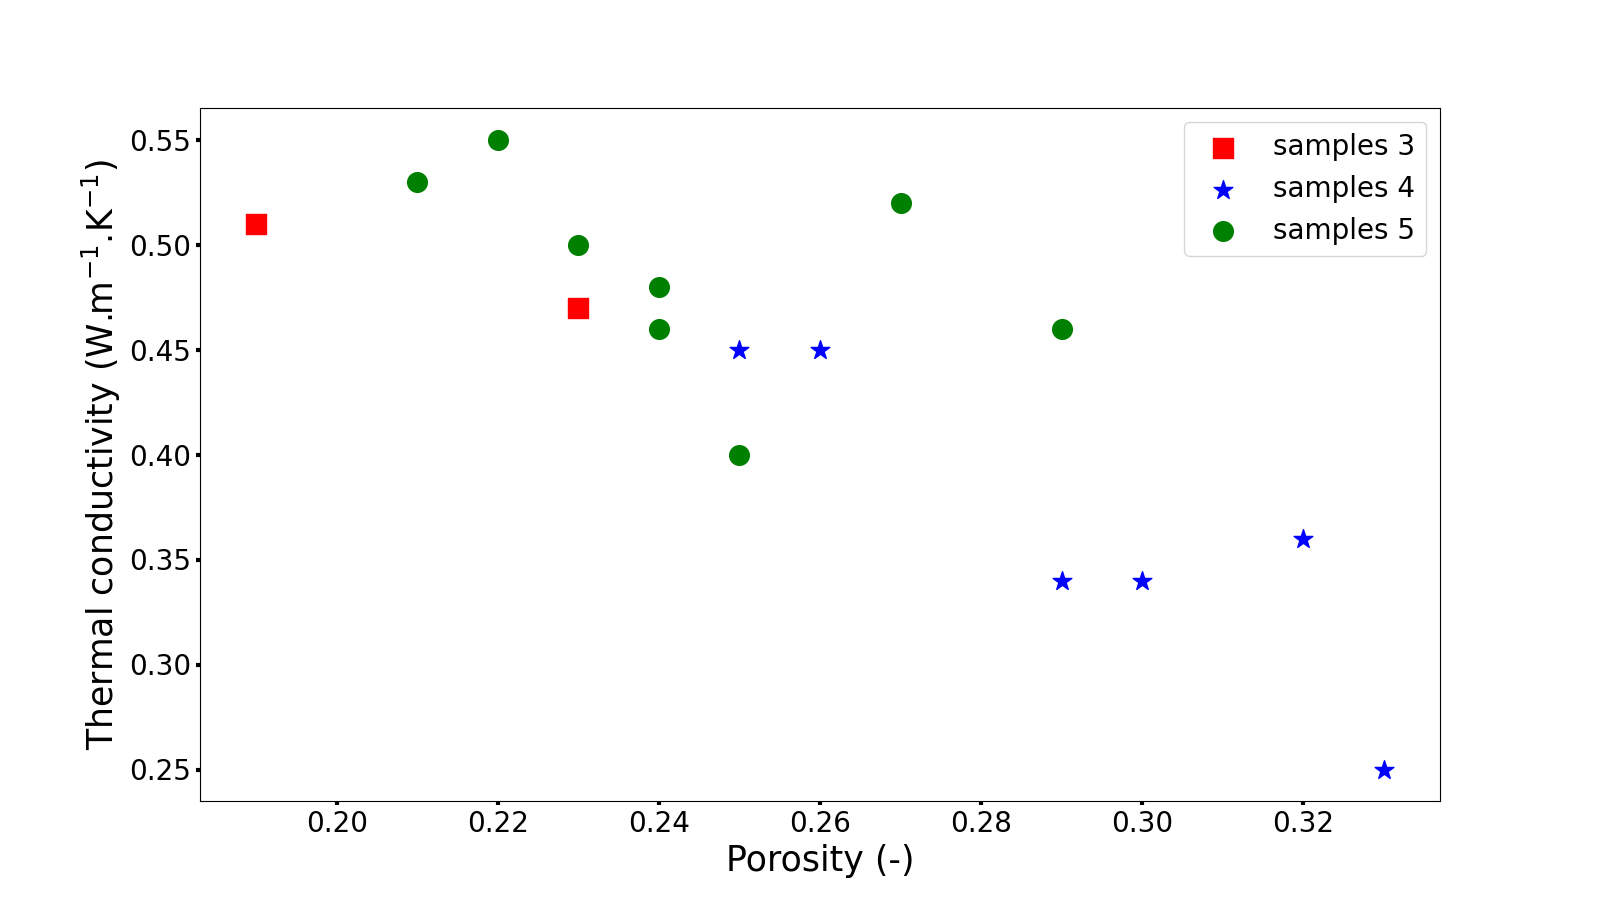 samples 3
samples 4
samples 5
Thermal conductivity (W.m⁻¹.K⁻¹)
0.55
0.50
0.45
0.40
0.35
0.30
0.25
0.20 0.22 0.24 0.26 0.28 0.30 0.32
Porosity (-)